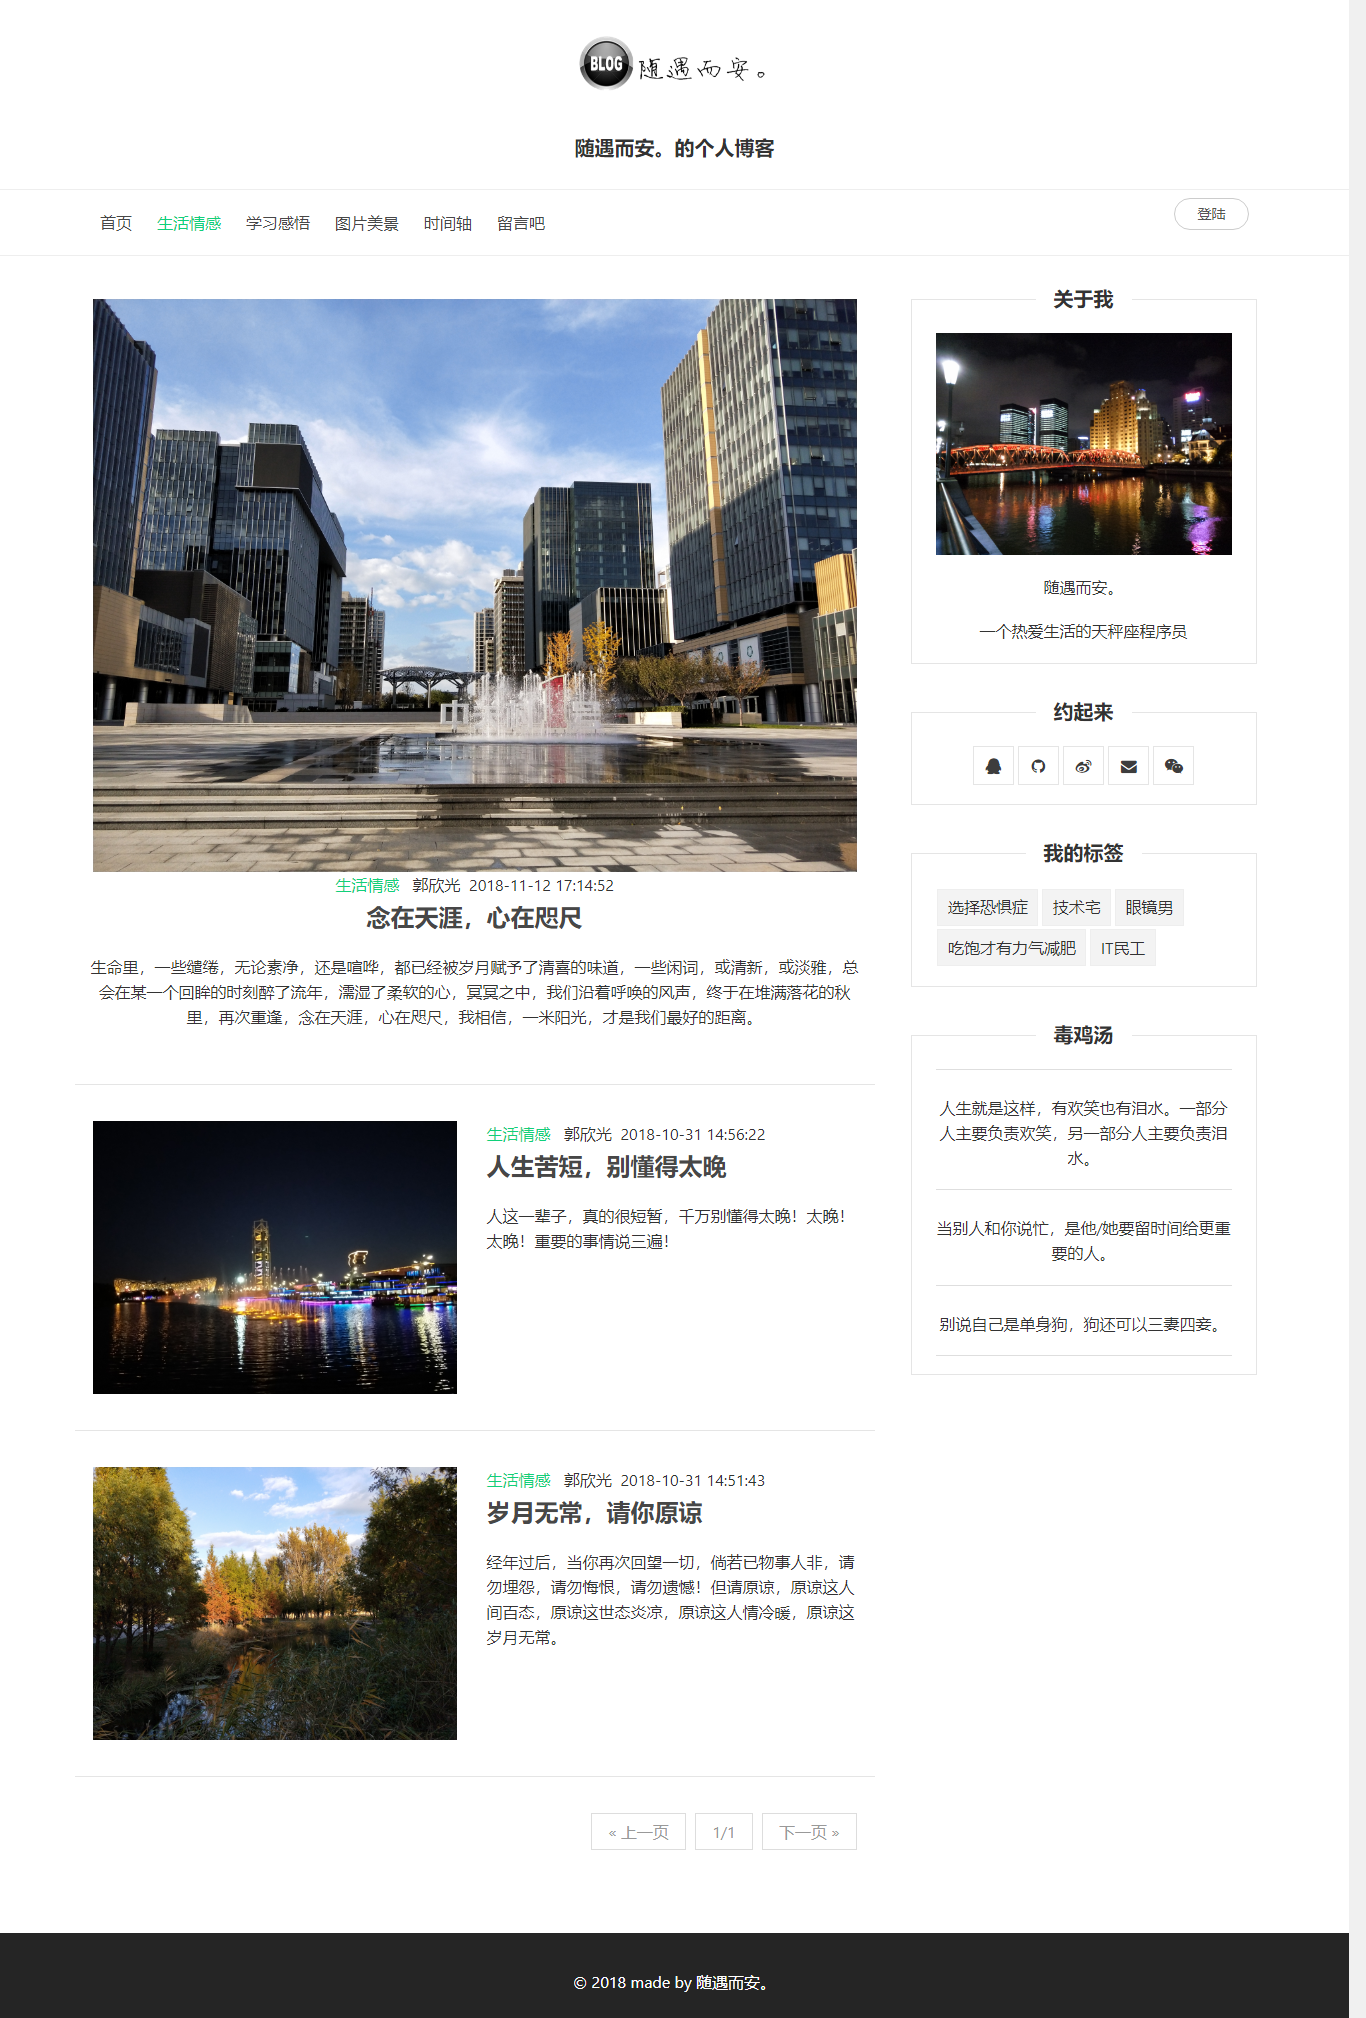 BLOG 随遇而安。
随遇而安。的个人博客
首页 生活情感 学习感悟 图片美景 时间轴 留言吧 登陆
生活情感 郭欣光 2018-11-12 17:14:52
念在天涯，心在咫尺
生命里，一些缱绻，无论素净，还是喧哗，都已经被岁月赋予了清喜的味道，一些闲词，或清新，或淡雅，总
会在某一个回眸的时刻醉了流年，濡湿了柔软的心，冥冥之中，我们沿着呼唤的风声，终于在堆满落花的秋
里，再次重逢，念在天涯，心在咫尺，我相信，一米阳光，才是我们最好的距离。
生活情感 郭欣光 2018-10-31 14:56:22
人生苦短，别懂得太晚
人这一辈子，真的很短暂，千万别懂得太晚！太晚！
太晚！重要的事情说三遍！
生活情感 郭欣光 2018-10-31 14:51:43
岁月无常，请你原谅
经年过后，当你再次回望一切，倘若已物事人非，请
勿埋怨，请勿悔恨，请勿遗憾！但请原谅，原谅这人
间百态，原谅这世态炎凉，原谅这人情冷暖，原谅这
岁月无常。
« 上一页 1/1 下一页 »
关于我
随遇而安。
一个热爱生活的天秤座程序员
约起来
我的标签
选择恐惧症 技术宅 眼镜男
吃饱才有力气减肥 IT民工
毒鸡汤
人生就是这样，有欢笑也有泪水。一部分
人主要负责欢笑，另一部分人主要负责泪
水。
当别人和你说忙，是他/她要留时间给更重
要的人。
别说自己是单身狗，狗还可以三妻四妾。
© 2018 made by 随遇而安。